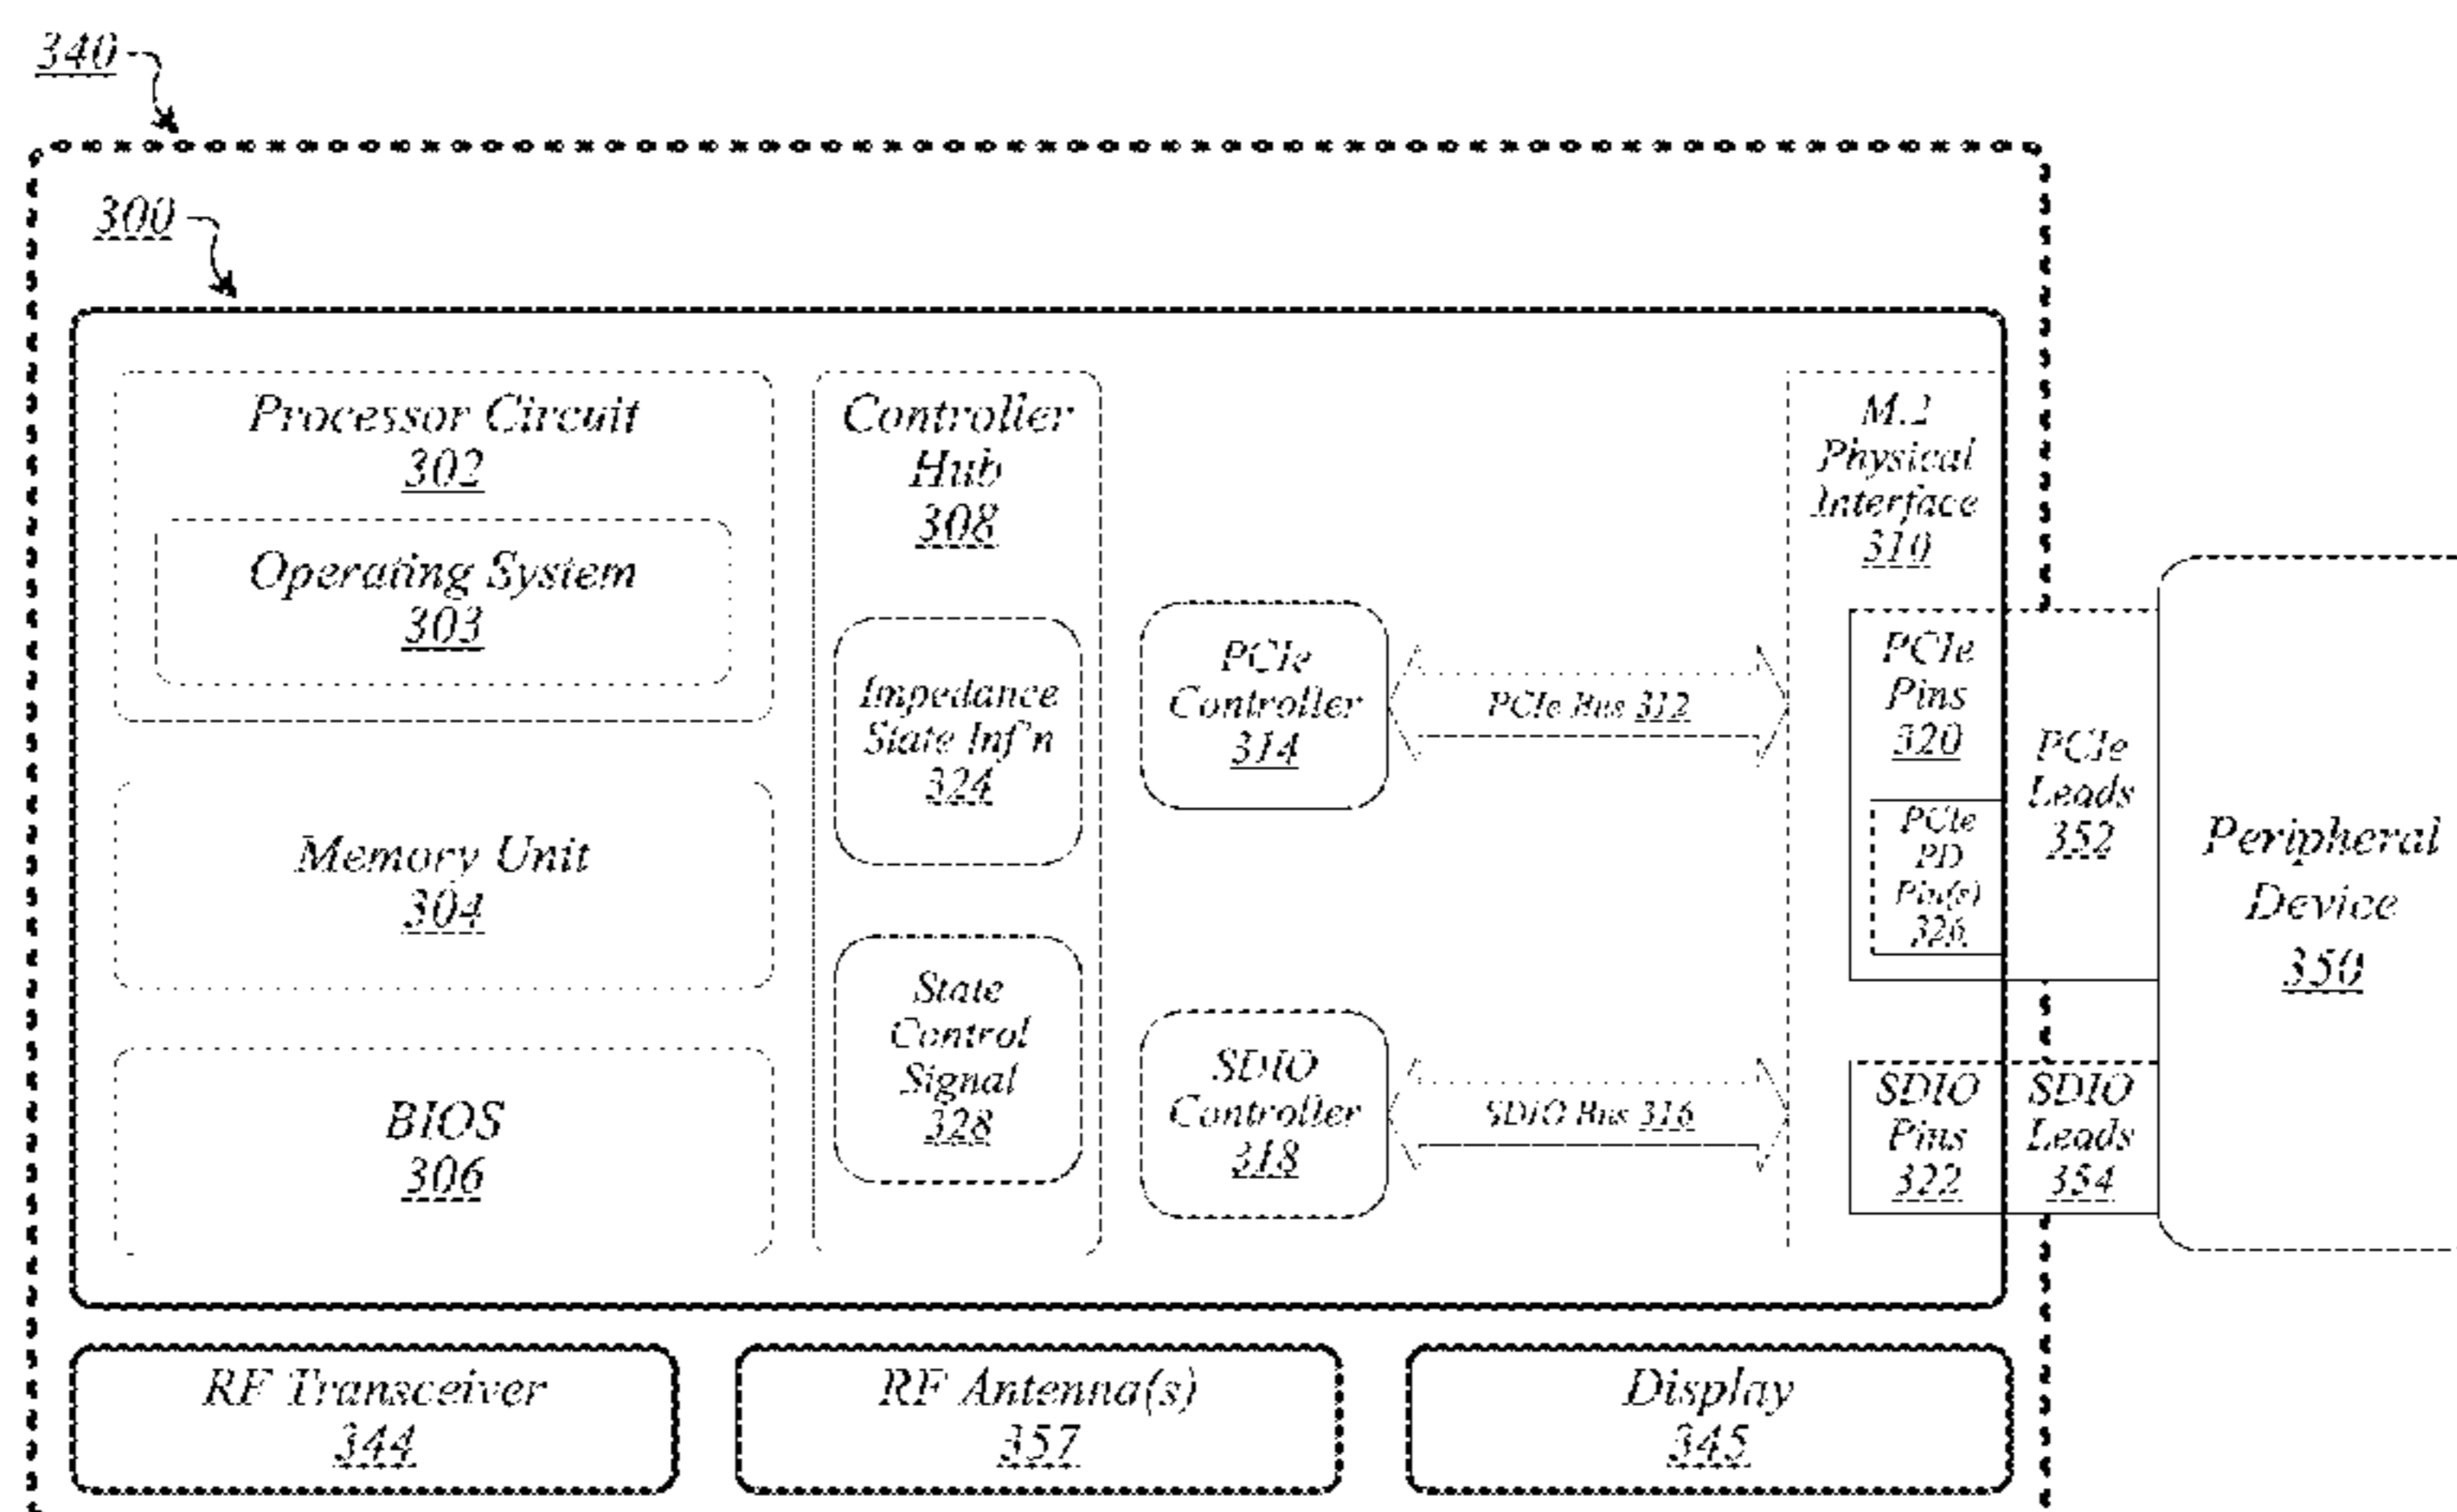 340
300
Processor Circuit
302
Operating System
303
Memory Unit
304
BIOS
306
Controller
Hub
308
Impedance
State Inf'n
324
State
Control
Signal
328
PCIe
Controller
314
PCIe Bus 312
SDIO
Controller
318
SDIO Bus 316
M.2
Physical
Interface
310
PCIe
Pins
320
PCIe
PD
Pin(s)
326
PCIe
Leads
352
SDIO
Pins
322
SDIO
Leads
354
Peripheral
Device
350
RF Transceiver
344
RF Antenna(s)
357
Display
345